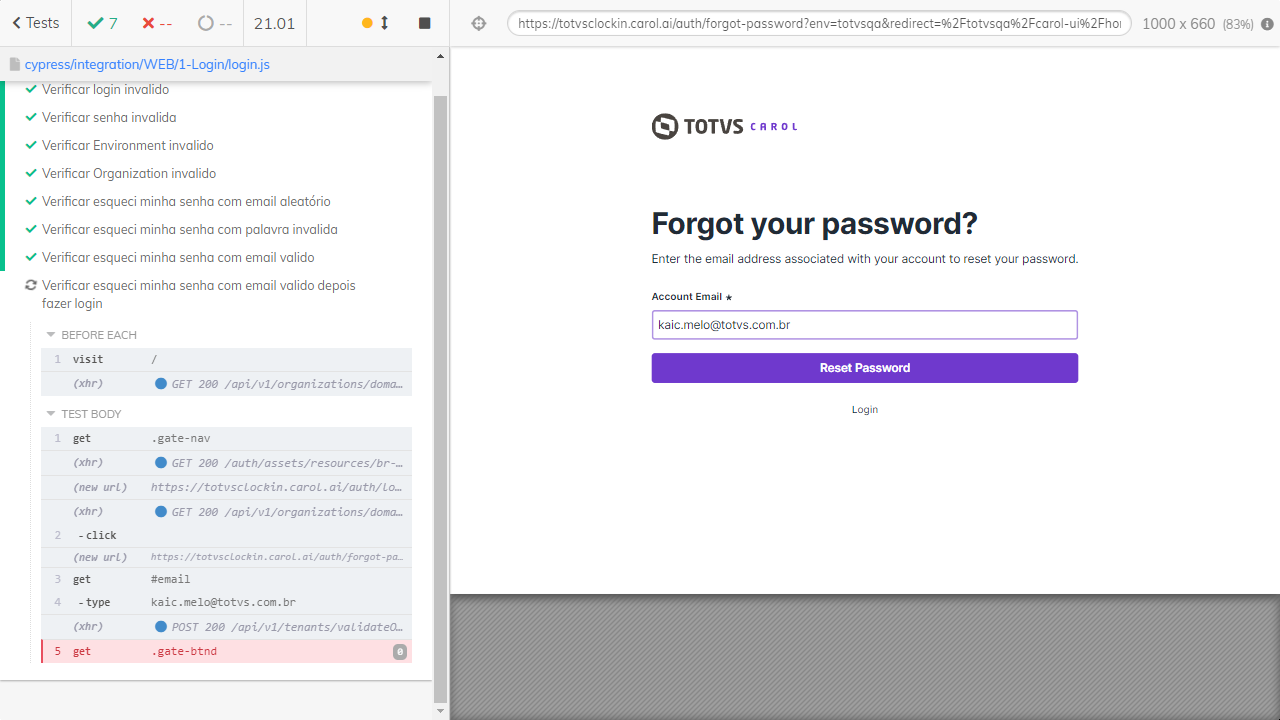 Tests
7
--
--
21.01
https://totvsclockin.carol.ai/auth/forgot-password?env=totvsqa&redirect=%2Ftotvsqa%2Fcarol-ui%2Fhor
1000 x 660 (83%)
cypress/integration/WEB/1-Login/login.js
Verificar login invalido
Verificar senha invalida
Verificar Environment invalido
Verificar Organization invalido
Verificar esqueci minha senha com email aleatório
Verificar esqueci minha senha com palavra invalida
Verificar esqueci minha senha com email valido
Verificar esqueci minha senha com email valido depois
fazer login
BEFORE EACH
1 visit /
(xhr) GET 200 /api/v1/organizations/doma…
TEST BODY
1 get .gate-nav
(xhr) GET 200 /auth/assets/resources/br-…
(new url) https://totvsclockin.carol.ai/auth/lo…
(xhr) GET 200 /api/v1/organizations/doma…
2 -click
(new url) https://totvsclockin.carol.ai/auth/forgot-pa…
3 get #email
4 -type kaic.melo@totvs.com.br
(xhr) POST 200 /api/v1/tenants/validateO…
5 get .gate-btnd 0
TOTVS CAROL
Forgot your password?
Enter the email address associated with your account to reset your password.
Account Email *
kaic.melo@totvs.com.br
Reset Password
Login